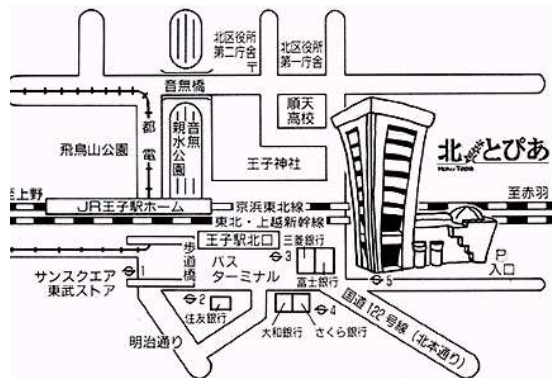 北区役所
第二庁舎
〒
北区役所
第一庁舎
音無橋
順天
高校
都電
音無
親水公園
飛鳥山公園
王子神社
北とぴあ
Hoku-Topia
至上野
JR王子駅ホーム
京浜東北線
至赤羽
東北・上越新幹線
王子駅北口
三菱銀行
歩道橋
バス
ターミナル
3
P
入口
サンスクエア
東武ストア
1
富士銀行
5
2
住友銀行
4
大和銀行
さくら銀行
明治通り
国道122号線(北本通り)